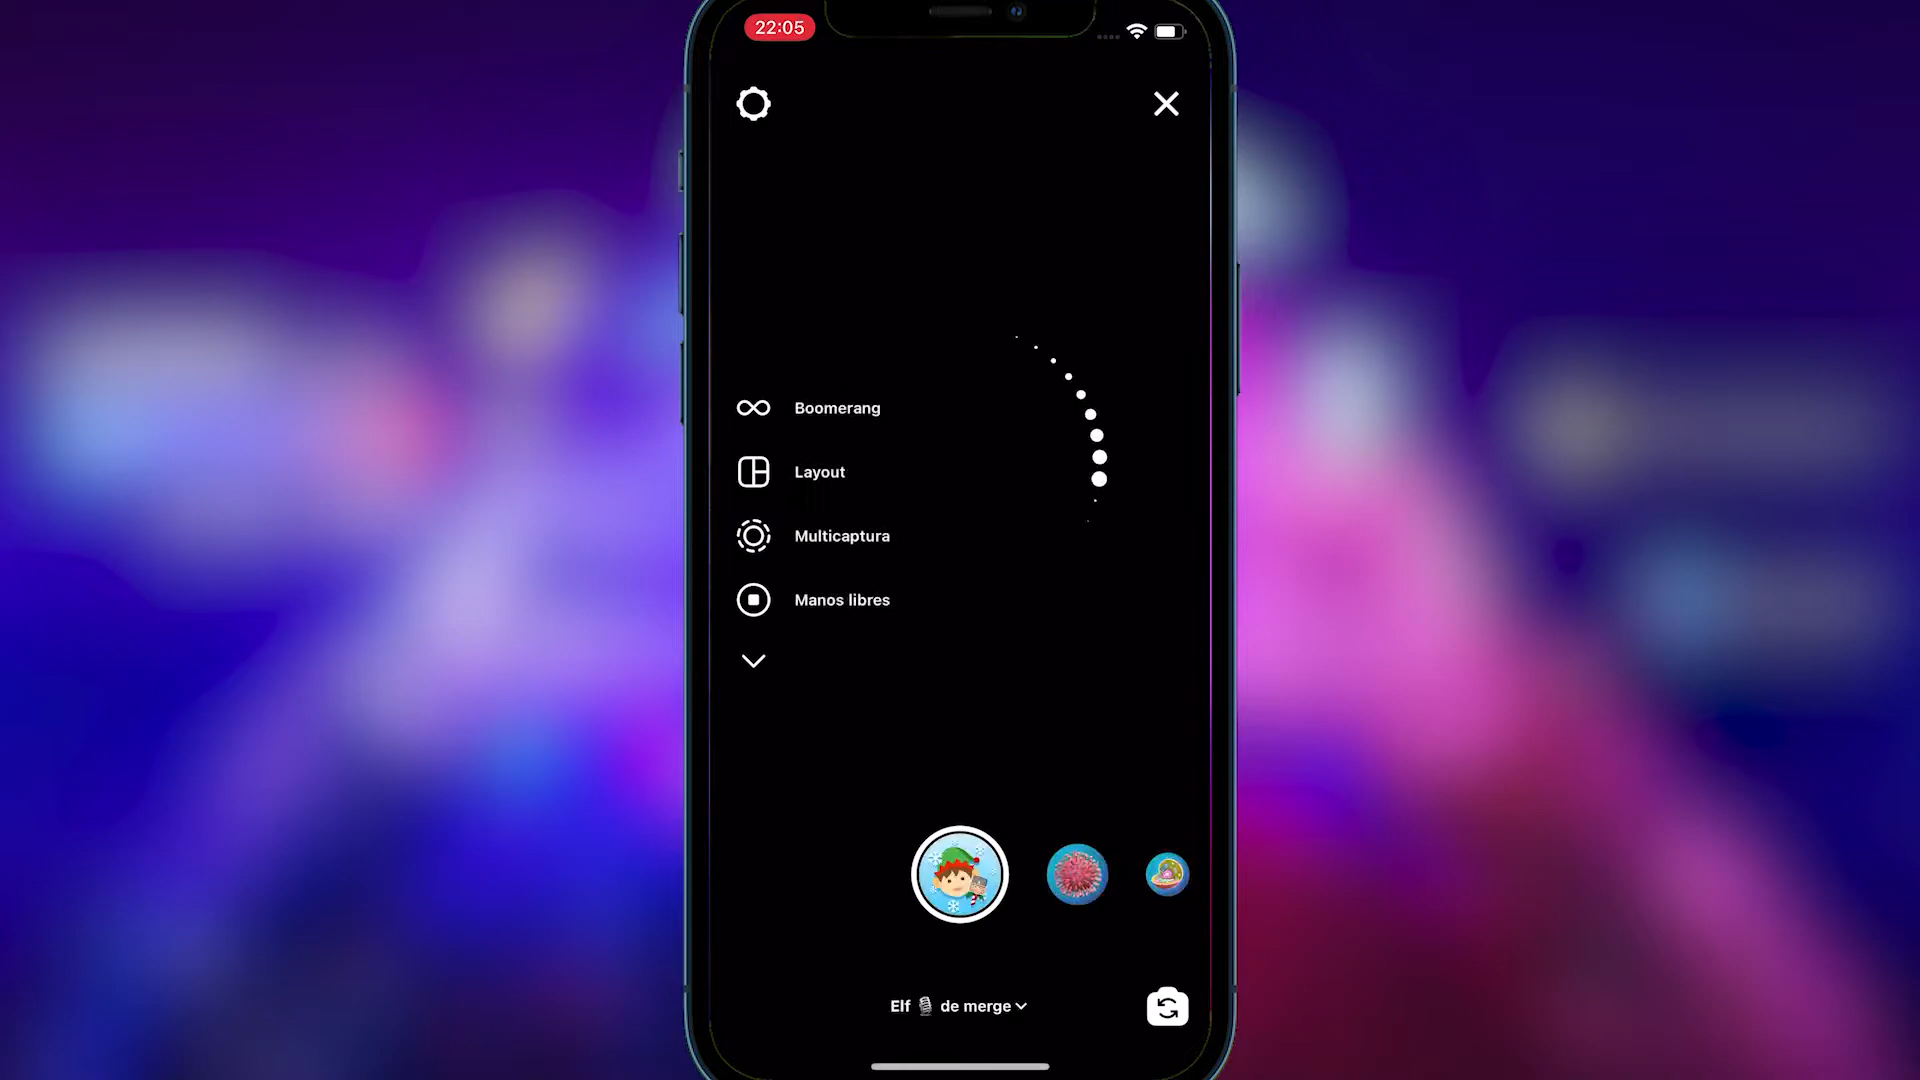 22:05
Boomerang
Layout
Multicaptura
Manos libres
Elf 🎙 de merge